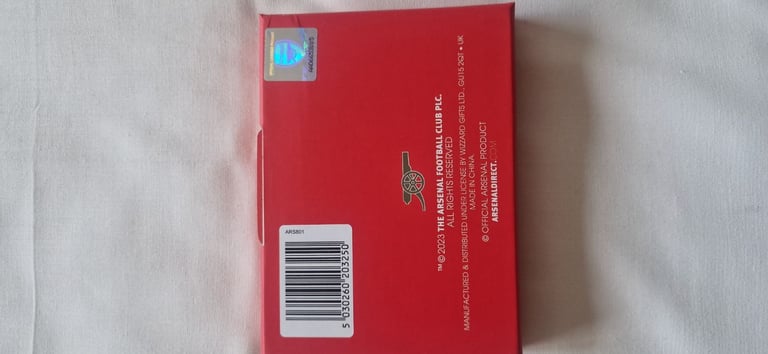 ™ © 2023 THE ARSENAL FOOTBALL CLUB PLC.
ALL RIGHTS RESERVED
MANUFACTURED & DISTRIBUTED UNDER LICENSE BY WIZZARD GIFTS LTD., GU15 2QT • UK
MADE IN CHINA
© OFFICIAL ARSENAL PRODUCT
ARSENALDIRECT.COM
ARS801
5 030260 203250